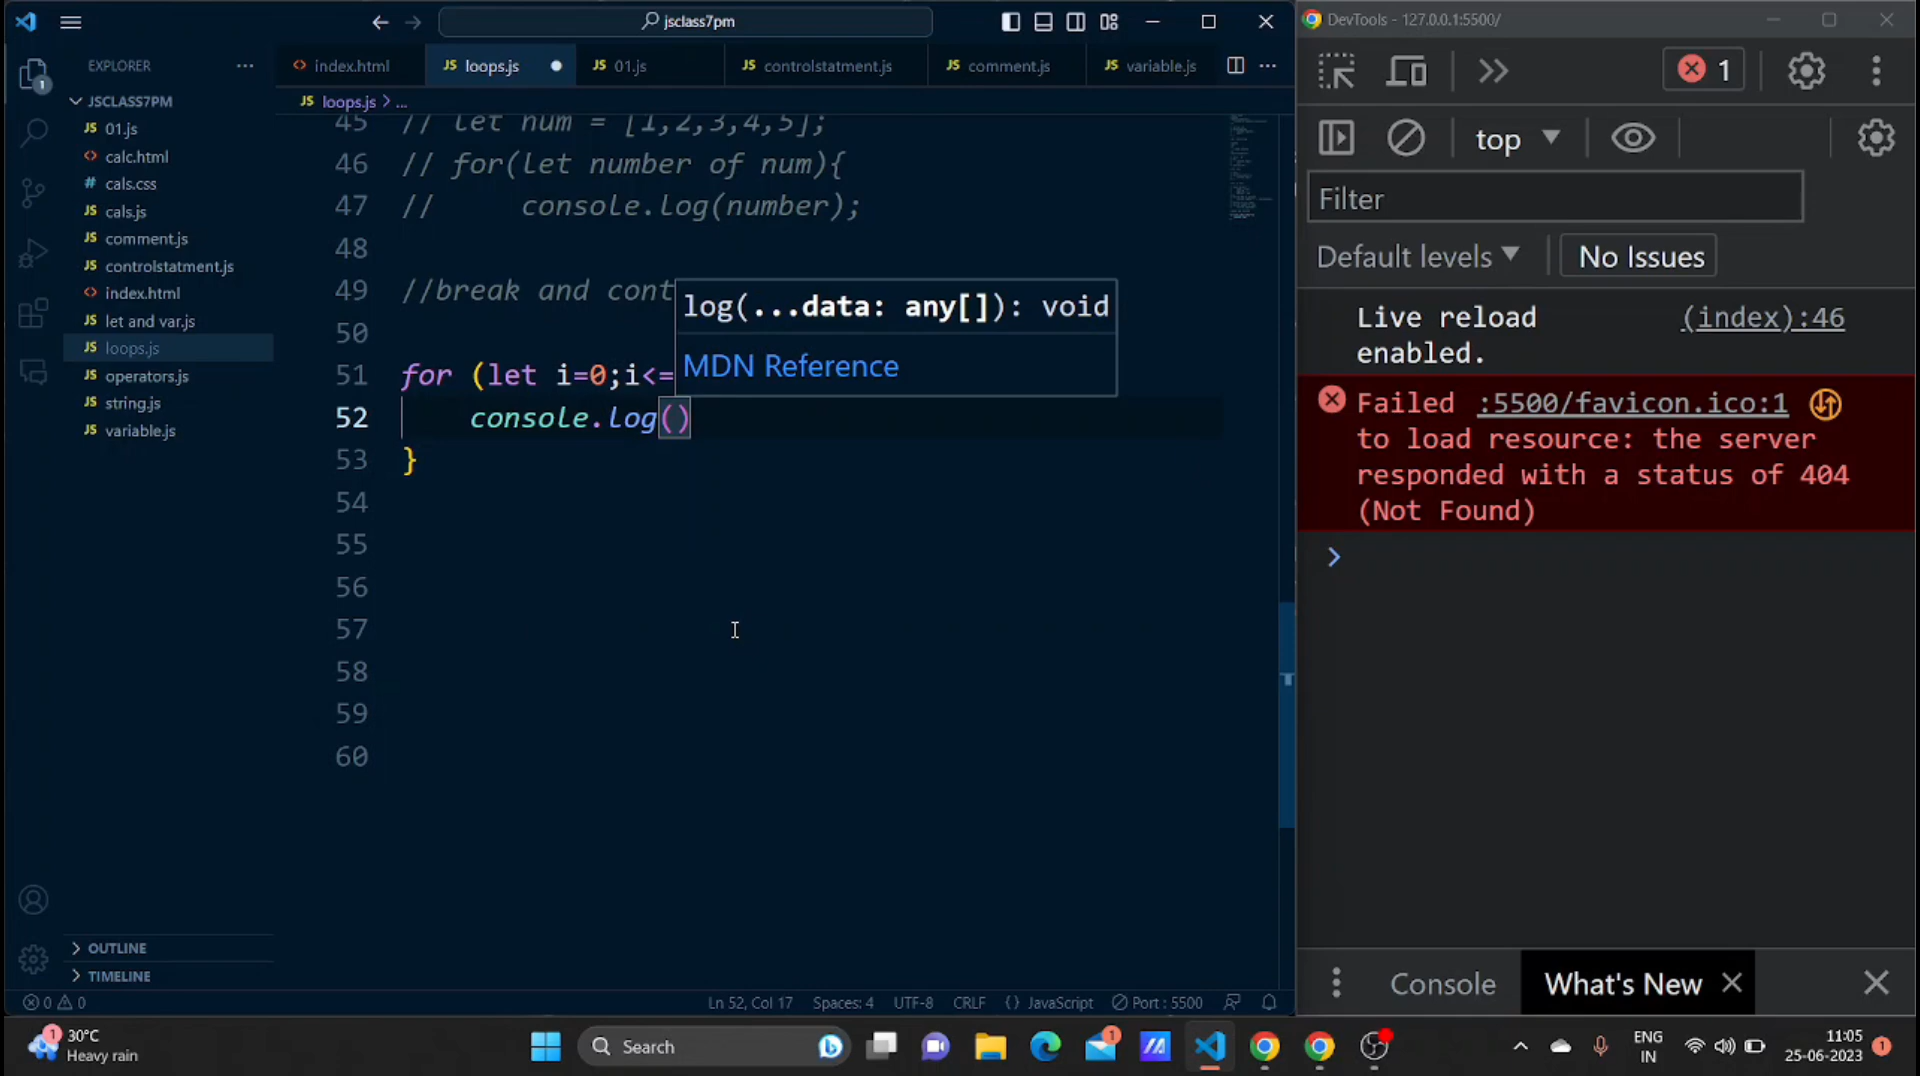 jsclass7pm
DevTools - 127.0.0.1:5500/
EXPLORER
index.html
loops.js
01.js
controlstatment.js
comment.js
variable.js
1
JSCLASS7PM
01.js
calc.html
cals.css
cals.js
comment.js
controlstatment.js
index.html
let and var.js
loops.js
operators.js
string.js
variable.js
OUTLINE
TIMELINE
JS loops.js > ...
45 // let num = [1,2,3,4,5];
46 // for(let number of num){
47 //     console.log(number);
48
49 //break and cont
50
51 for (let i=0;i<=
52     console.log()
53 }
54
55
56
57
58
59
60
log(...data: any[]): void
MDN Reference
1
top
Filter
Default levels
No Issues
Live reload enabled.
(index):46
Failed :5500/favicon.ico:1
to load resource: the server
responded with a status of 404
(Not Found)
Console
What's New
0 0
Ln 52, Col 17
Spaces: 4
UTF-8
CRLF
{} JavaScript
Port : 5500
1
30°C
Heavy rain
Search
1
ENG
IN
11:05
25-06-2023
1